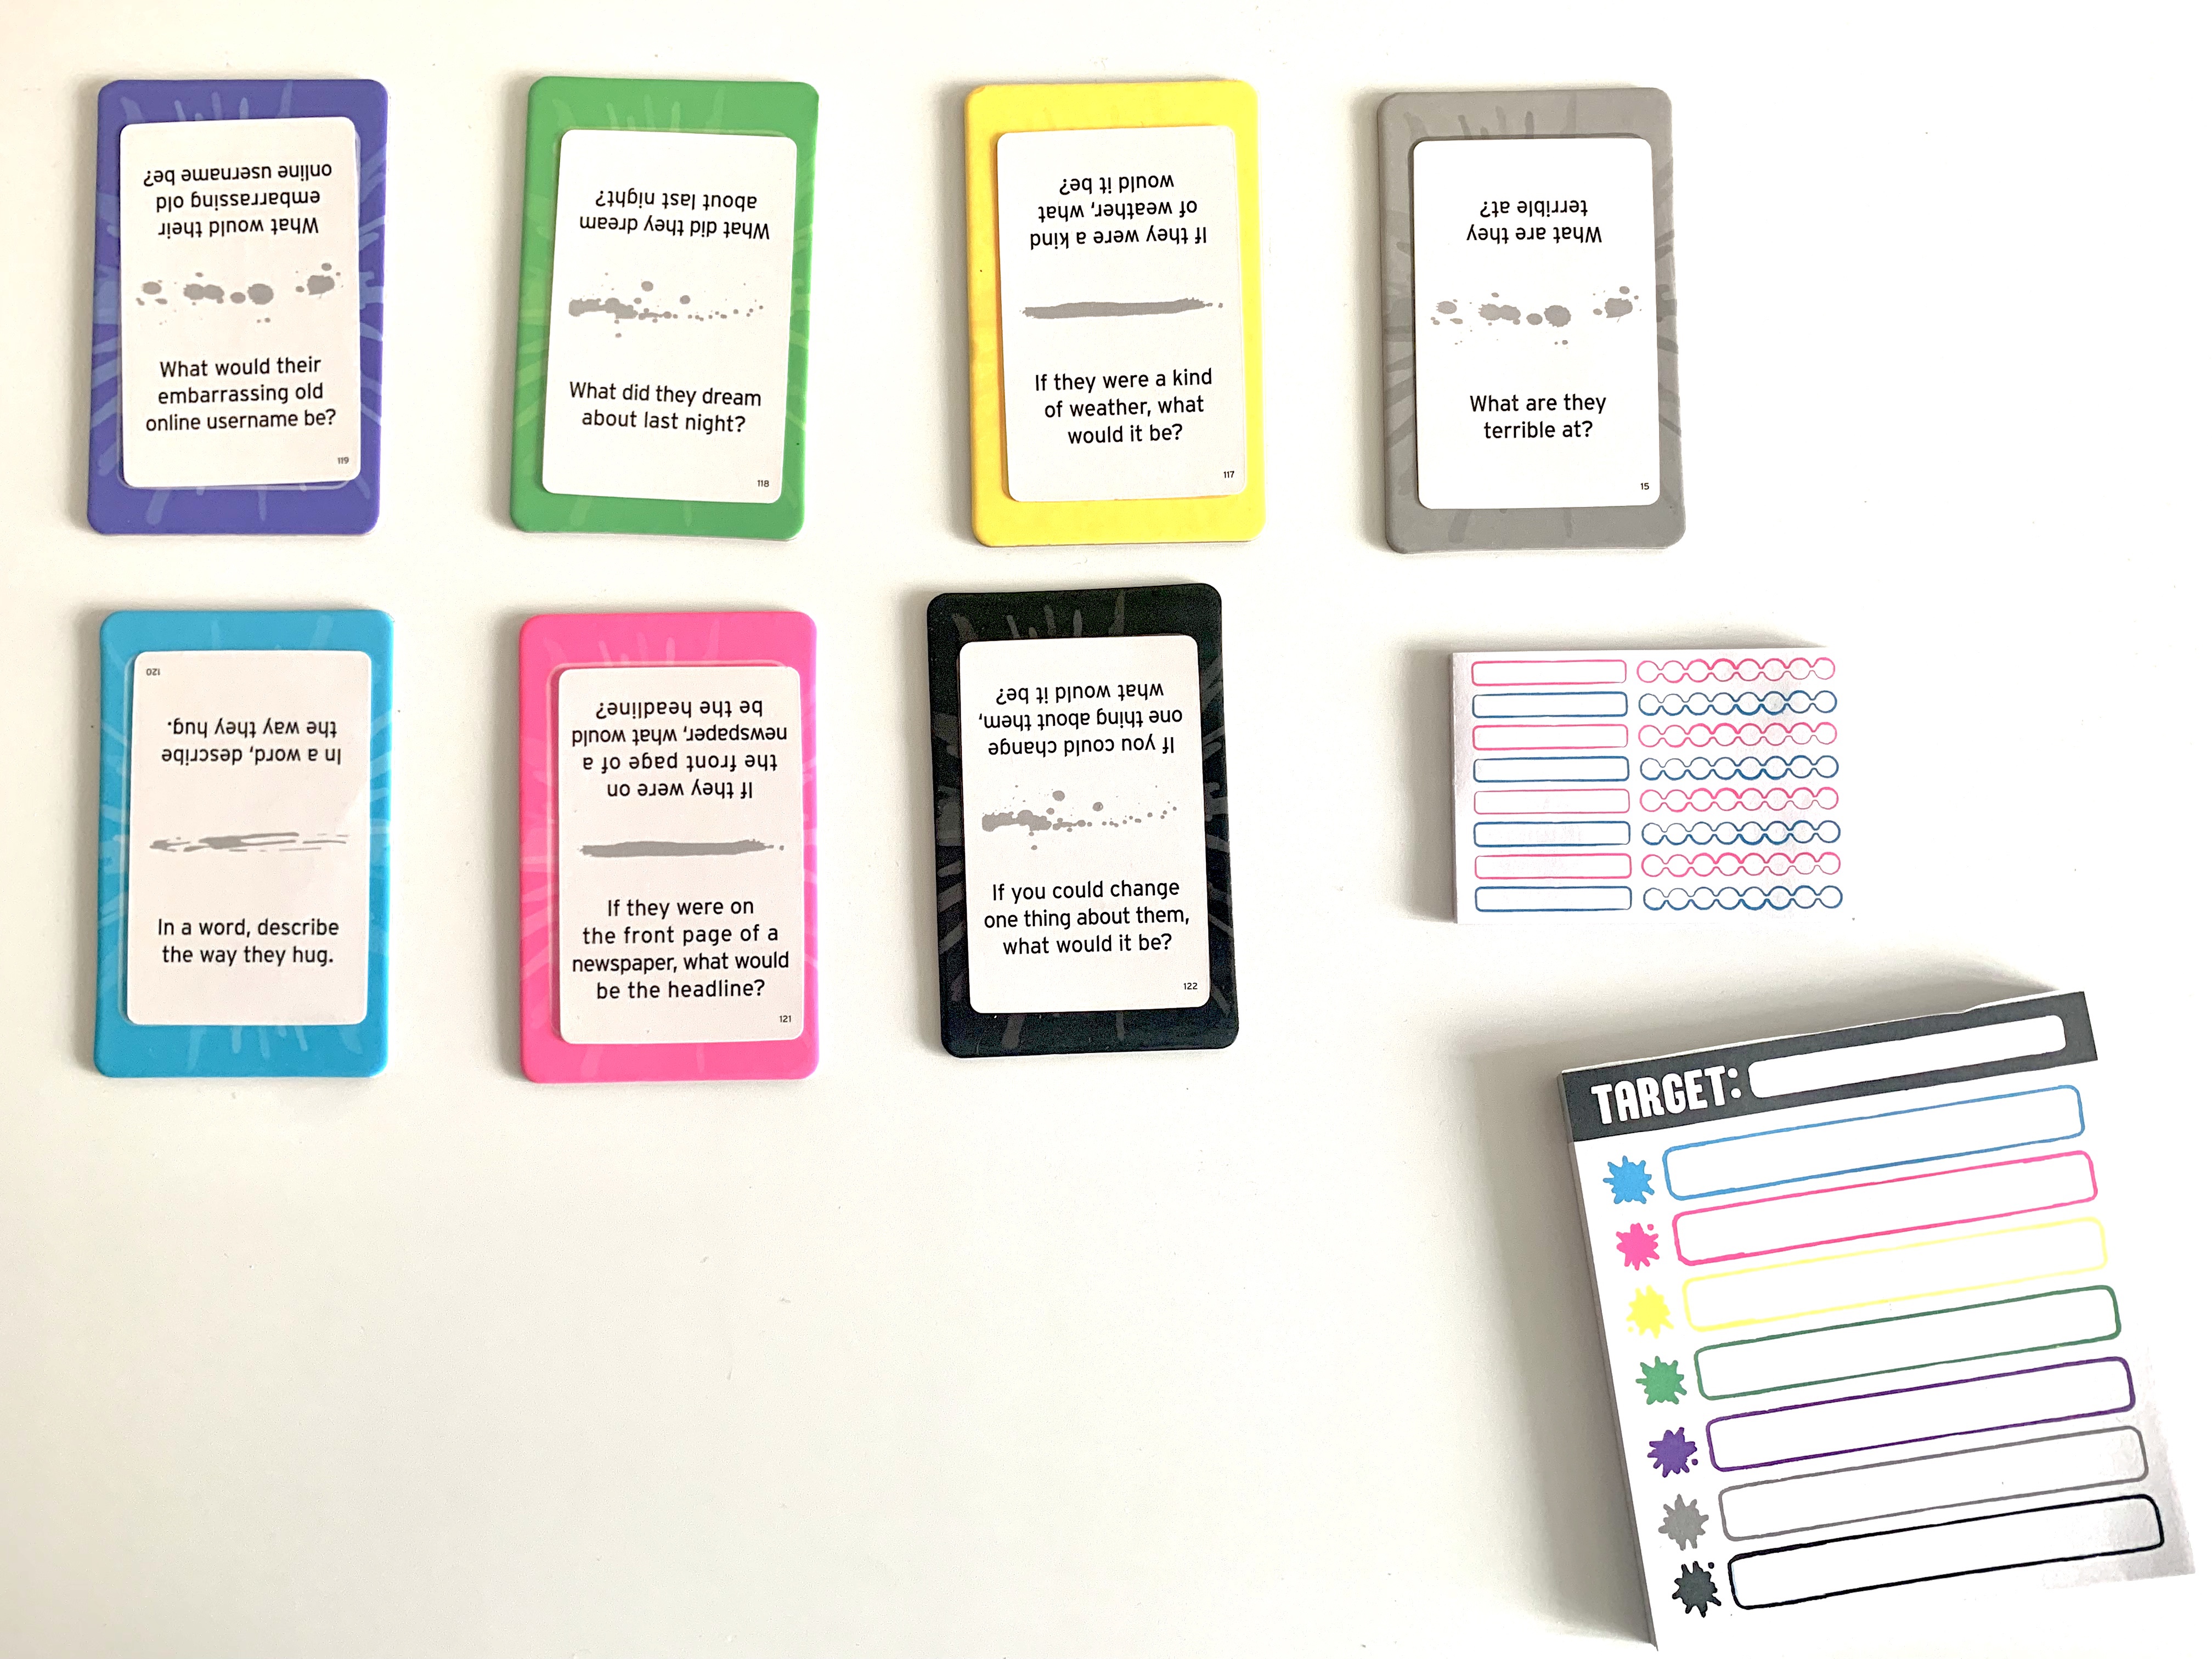 What would their
embarrassing old
online username be?
What would their
embarrassing old
online username be?
119
What did they dream
about last night?
What did they dream
about last night?
118
If they were a kind
of weather, what
would it be?
If they were a kind
of weather, what
would it be?
117
What are they
terrible at?
What are they
terrible at?
15
120
In a word, describe
the way they hug.
In a word, describe
the way they hug.
If they were on
the front page of a
newspaper, what would
be the headline?
If they were on
the front page of a
newspaper, what would
be the headline?
121
If you could change
one thing about them,
what would it be?
If you could change
one thing about them,
what would it be?
122
TARGET: